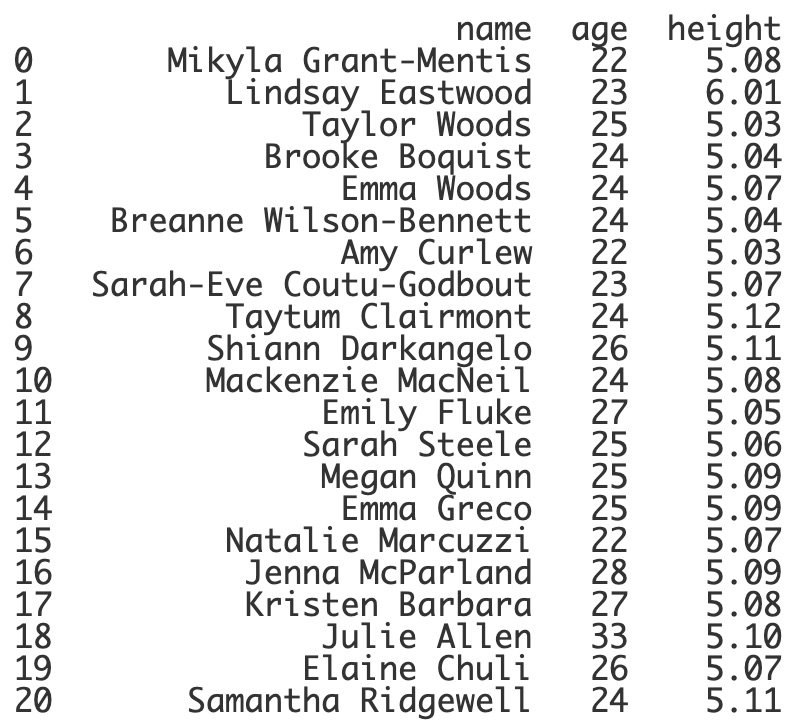 name age height
0 Mikyla Grant-Mentis 22 5.08
1 Lindsay Eastwood 23 6.01
2 Taylor Woods 25 5.03
3 Brooke Boquist 24 5.04
4 Emma Woods 24 5.07
5 Breanne Wilson-Bennett 24 5.04
6 Amy Curlew 22 5.03
7 Sarah-Eve Coutu-Godbout 23 5.07
8 Taytum Clairmont 24 5.12
9 Shiann Darkangelo 26 5.11
10 Mackenzie MacNeil 24 5.08
11 Emily Fluke 27 5.05
12 Sarah Steele 25 5.06
13 Megan Quinn 25 5.09
14 Emma Greco 25 5.09
15 Natalie Marcuzzi 22 5.07
16 Jenna McParland 28 5.09
17 Kristen Barbara 27 5.08
18 Julie Allen 33 5.10
19 Elaine Chuli 26 5.07
20 Samantha Ridgewell 24 5.11